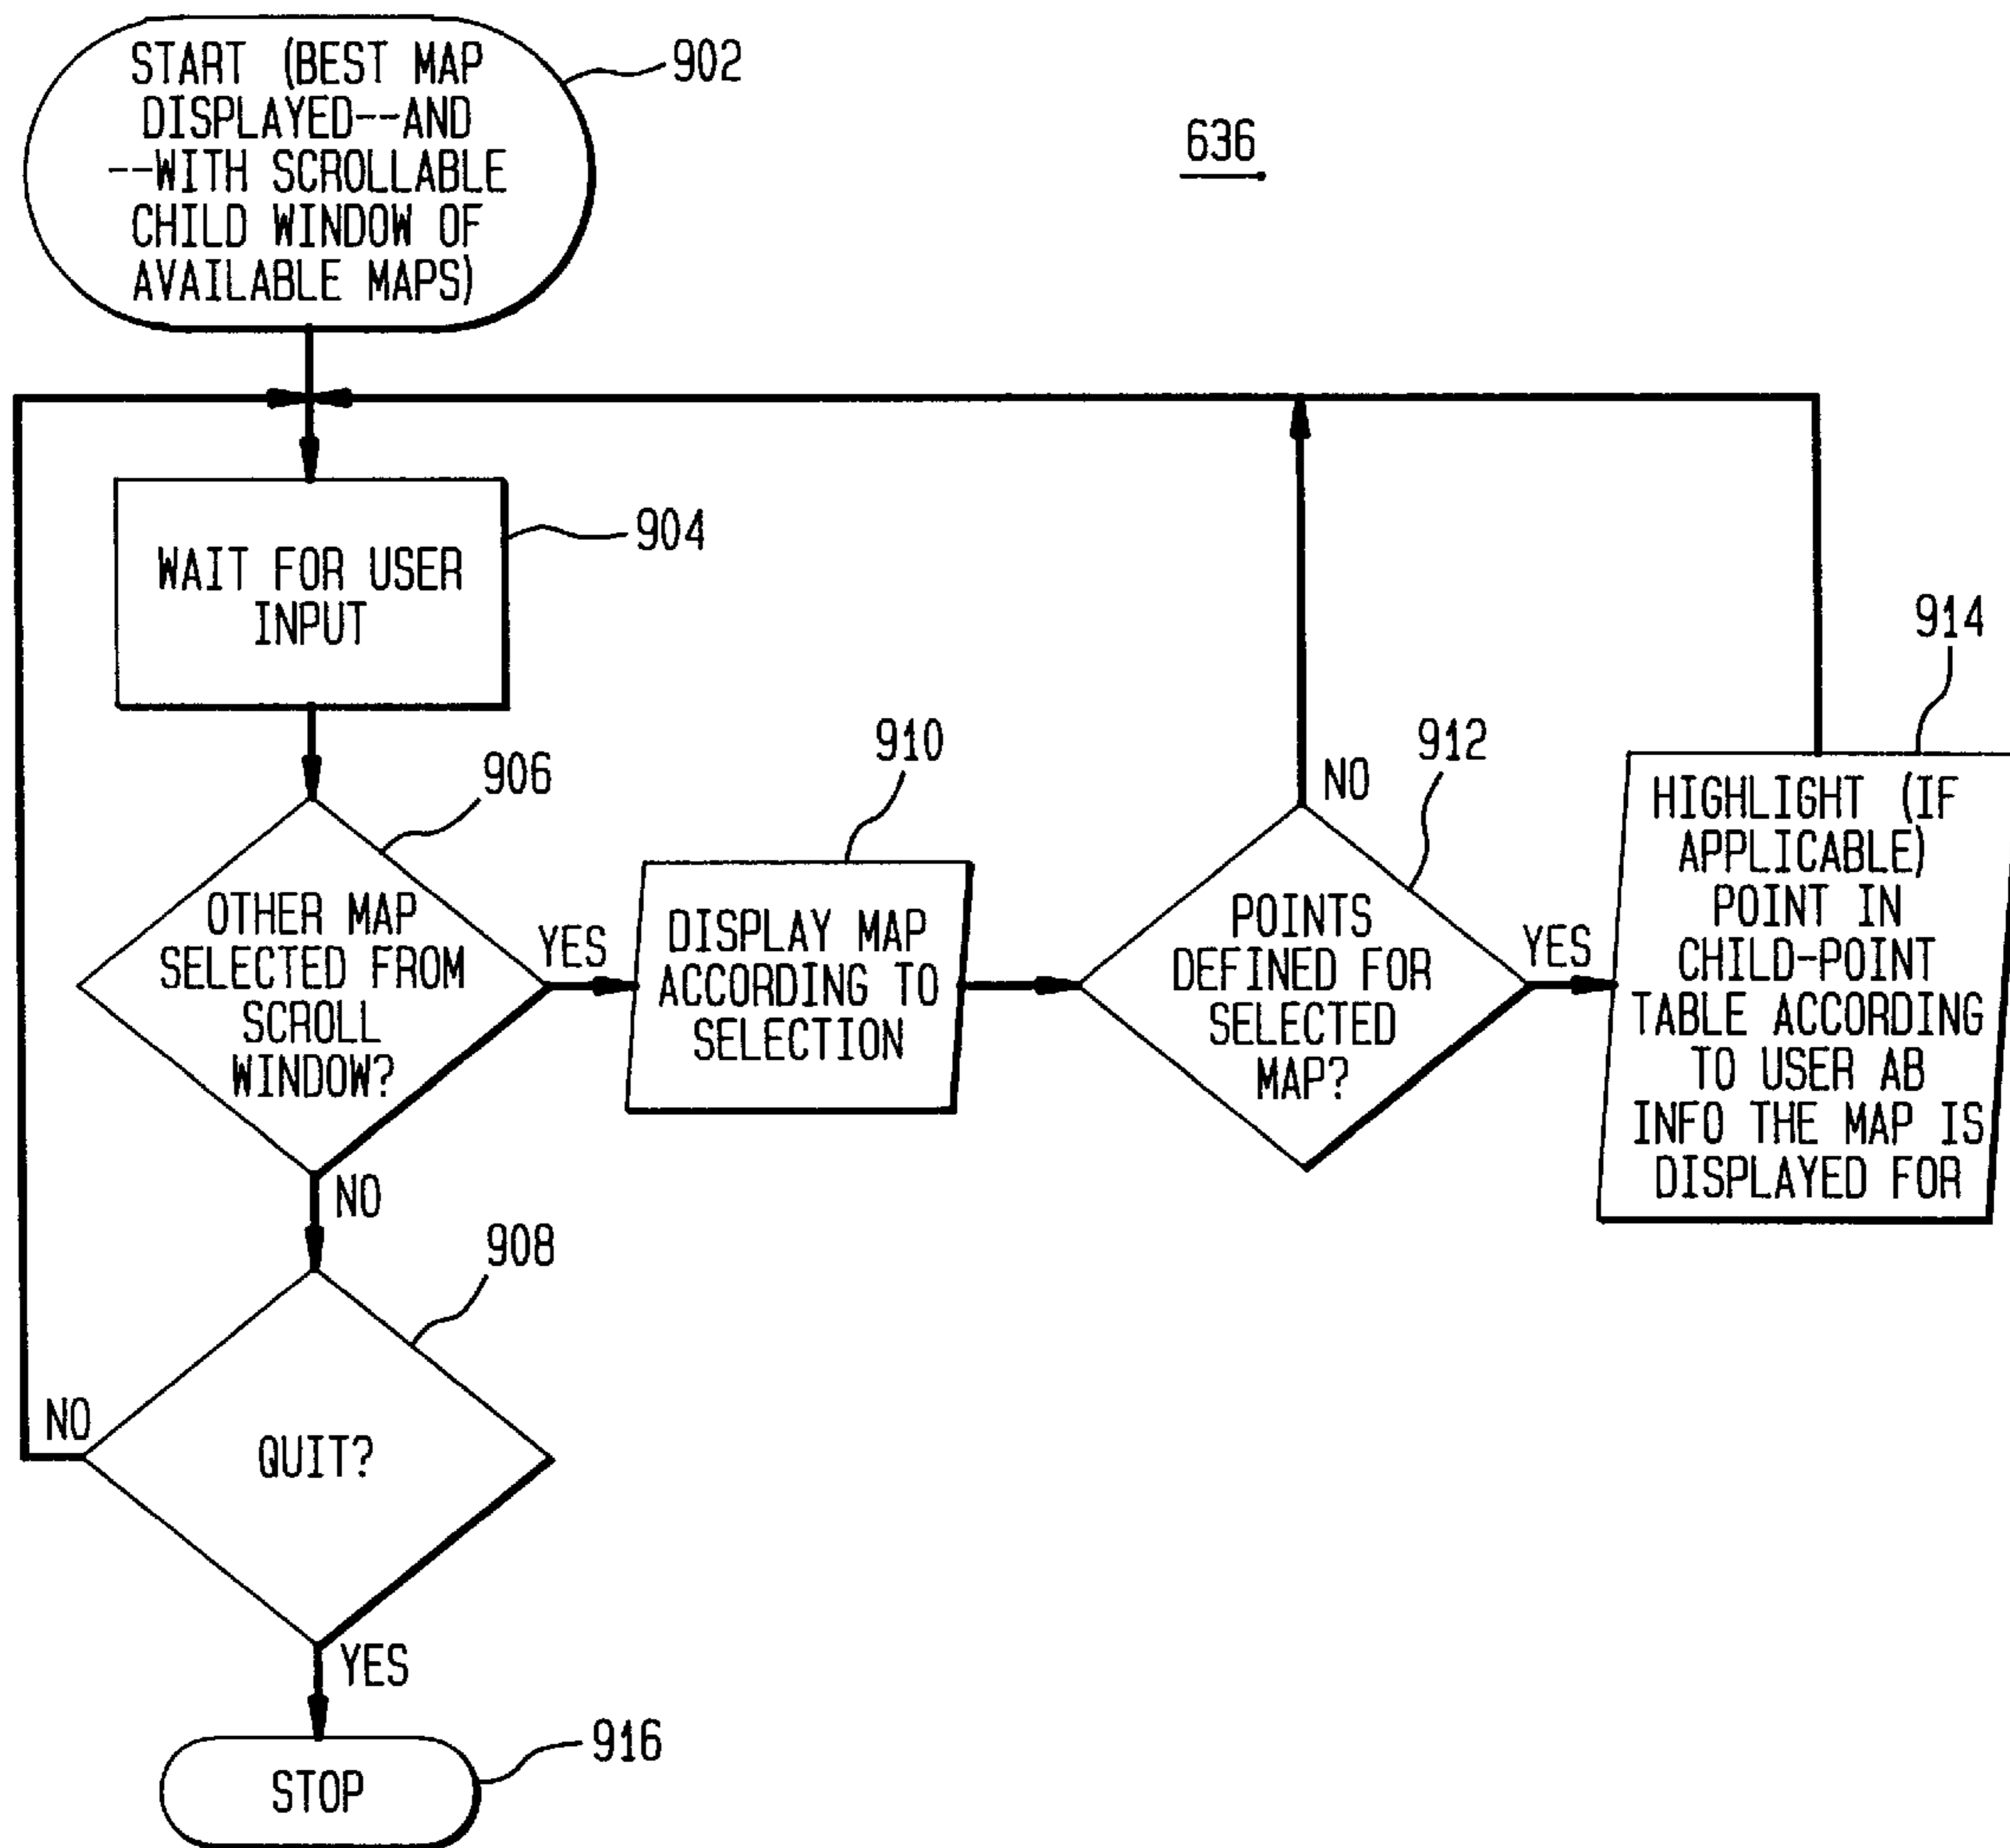 START (BEST MAP
DISPLAYED--AND
--WITH SCROLLABLE
CHILD WINDOW OF
AVAILABLE MAPS)
902
636
WAIT FOR USER
INPUT
904
OTHER MAP
SELECTED FROM
SCROLL
WINDOW?
906
YES
NO
DISPLAY MAP
ACCORDING TO
SELECTION
910
POINTS
DEFINED FOR
SELECTED
MAP?
912
NO
YES
HIGHLIGHT (IF
APPLICABLE)
POINT IN
CHILD-POINT
TABLE ACCORDING
TO USER AB
INFO THE MAP IS
DISPLAYED FOR
914
QUIT?
908
NO
YES
STOP
916